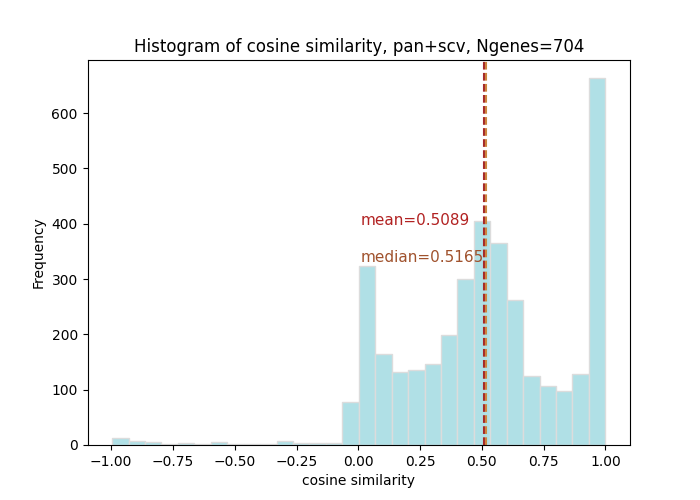 Histogram of cosine similarity, pan+scv, Ngenes=704
600
500
400
300
200
100
0
Frequency
mean=0.5089
median=0.5165
−1.00 −0.75 −0.50 −0.25 0.00 0.25 0.50 0.75 1.00
cosine similarity